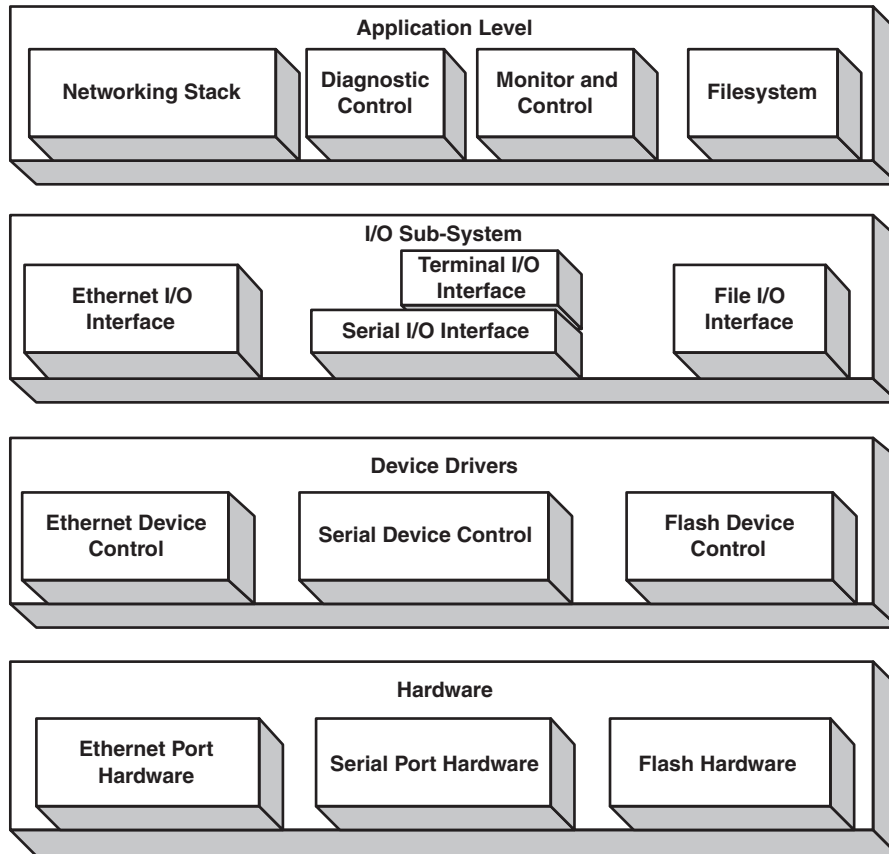 Application Level
Networking Stack
Diagnostic
Control
Monitor and
Control
Filesystem
I/O Sub-System
Ethernet I/O
Interface
Terminal I/O
Interface
Serial I/O Interface
File I/O
Interface
Device Drivers
Ethernet Device
Control
Serial Device Control
Flash Device
Control
Hardware
Ethernet Port
Hardware
Serial Port Hardware
Flash Hardware